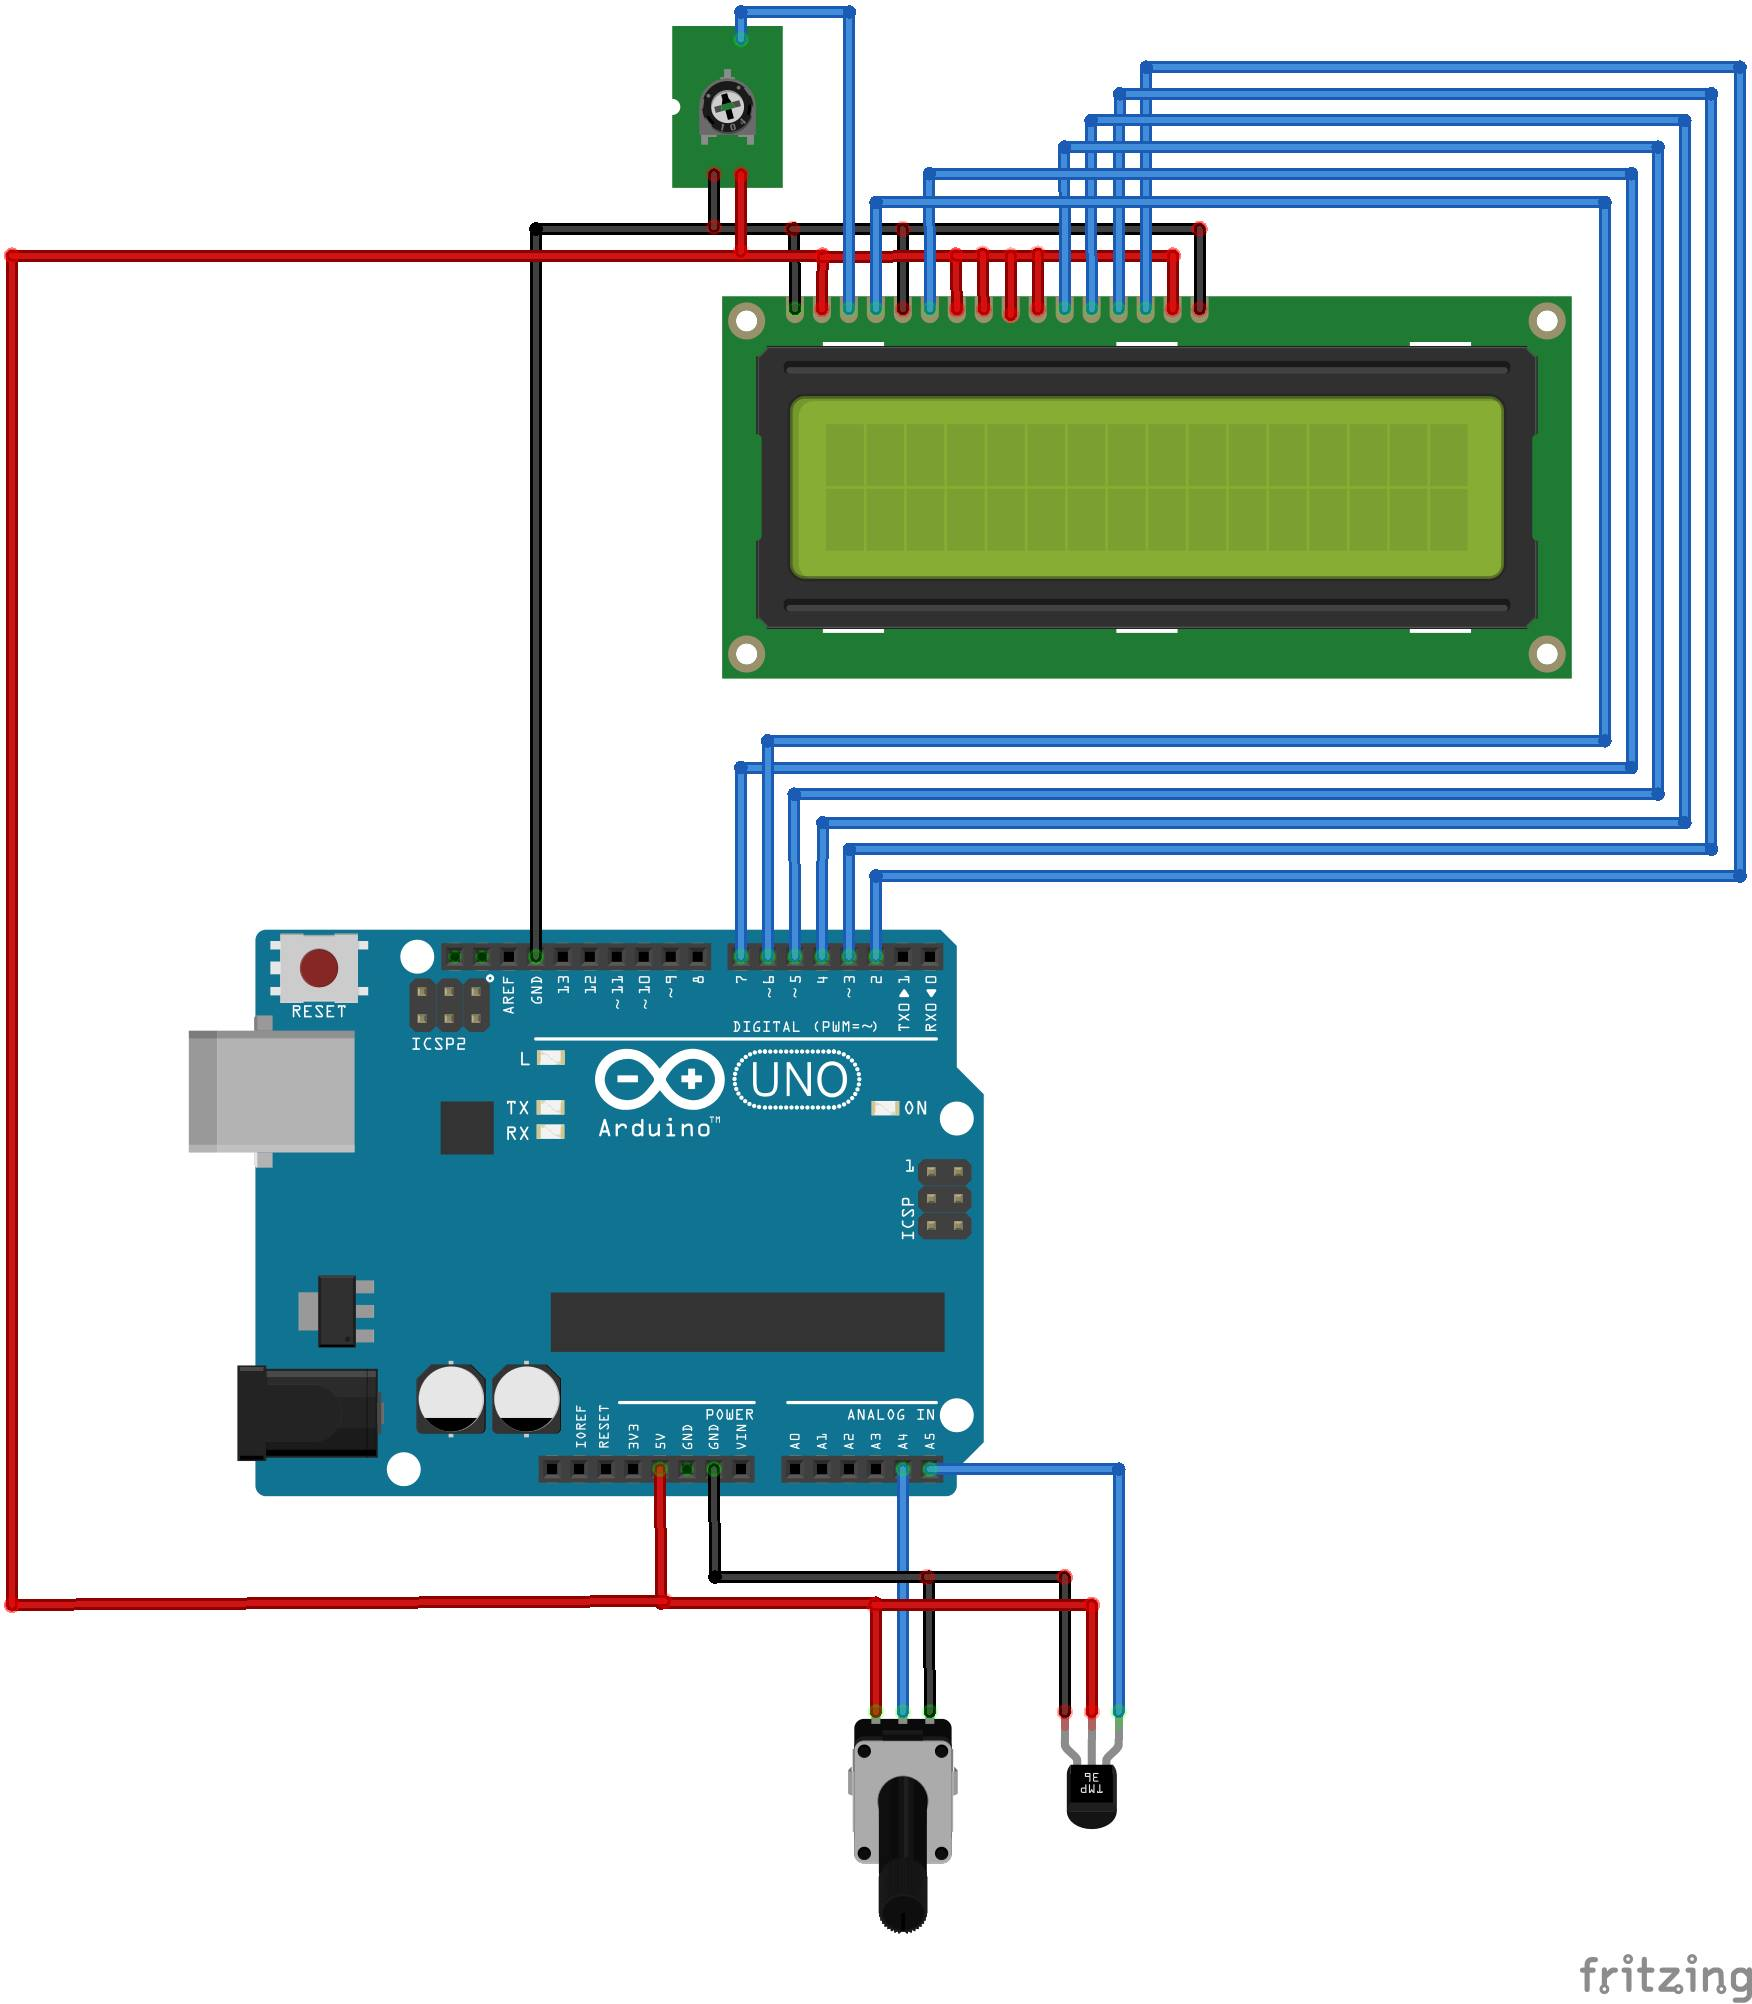 104
RESET
ICSP2
AREF
GND
13
12
~11
~10
~9
8
7
~6
~5
4
~3
2
TX0▶1
RX0◀0
DIGITAL (PWM=~)
L
TX
RX
Arduino™
UNO
ON
1
ICSP
IOREF
RESET
3V3
5V
GND
GND
VIN
POWER
A0
A1
A2
A3
A4
A5
ANALOG IN
TMP
36
fritzing